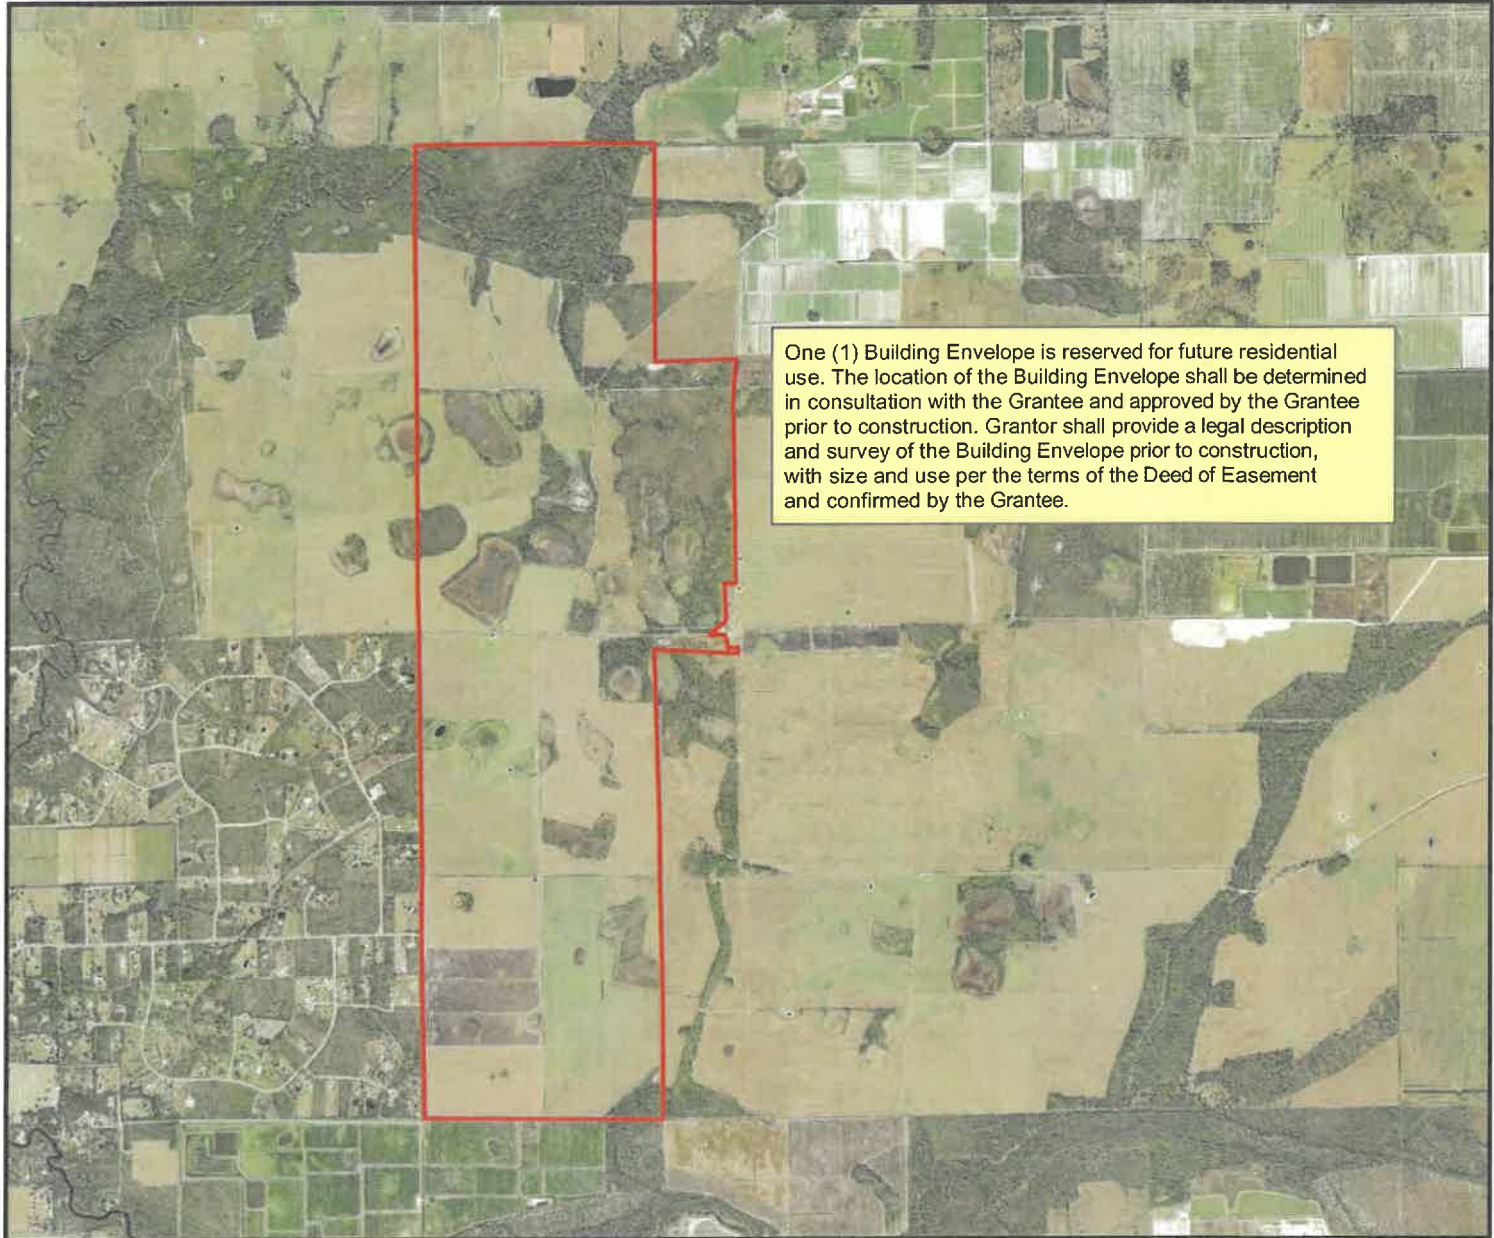 One (1) Building Envelope is reserved for future residential
use. The location of the Building Envelope shall be determined
in consultation with the Grantee and approved by the Grantee
prior to construction. Grantor shall provide a legal description
and survey of the Building Envelope prior to construction,
with size and use per the terms of the Deed of Easement
and confirmed by the Grantee.